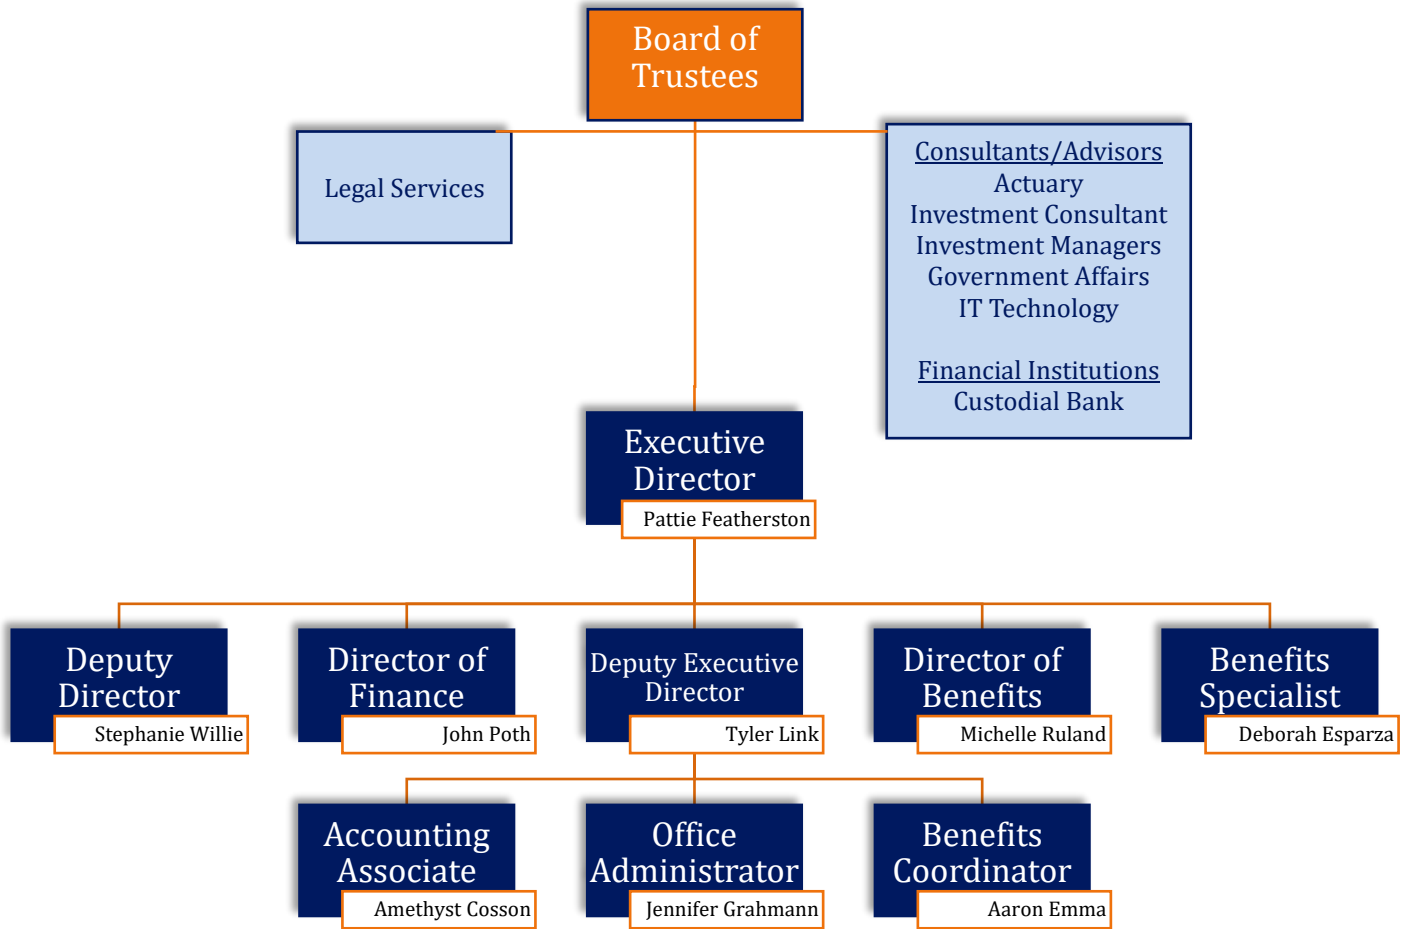 Board of
Trustees
Legal Services
Consultants/Advisors
Actuary
Investment Consultant
Investment Managers
Government Affairs
IT Technology
Financial Institutions
Custodial Bank
Executive
Director
Pattie Featherston
Deputy
Director
Stephanie Willie
Director of
Finance
John Poth
Deputy Executive
Director
Tyler Link
Director of
Benefits
Michelle Ruland
Benefits
Specialist
Deborah Esparza
Accounting
Associate
Amethyst Cosson
Office
Administrator
Jennifer Grahmann
Benefits
Coordinator
Aaron Emma